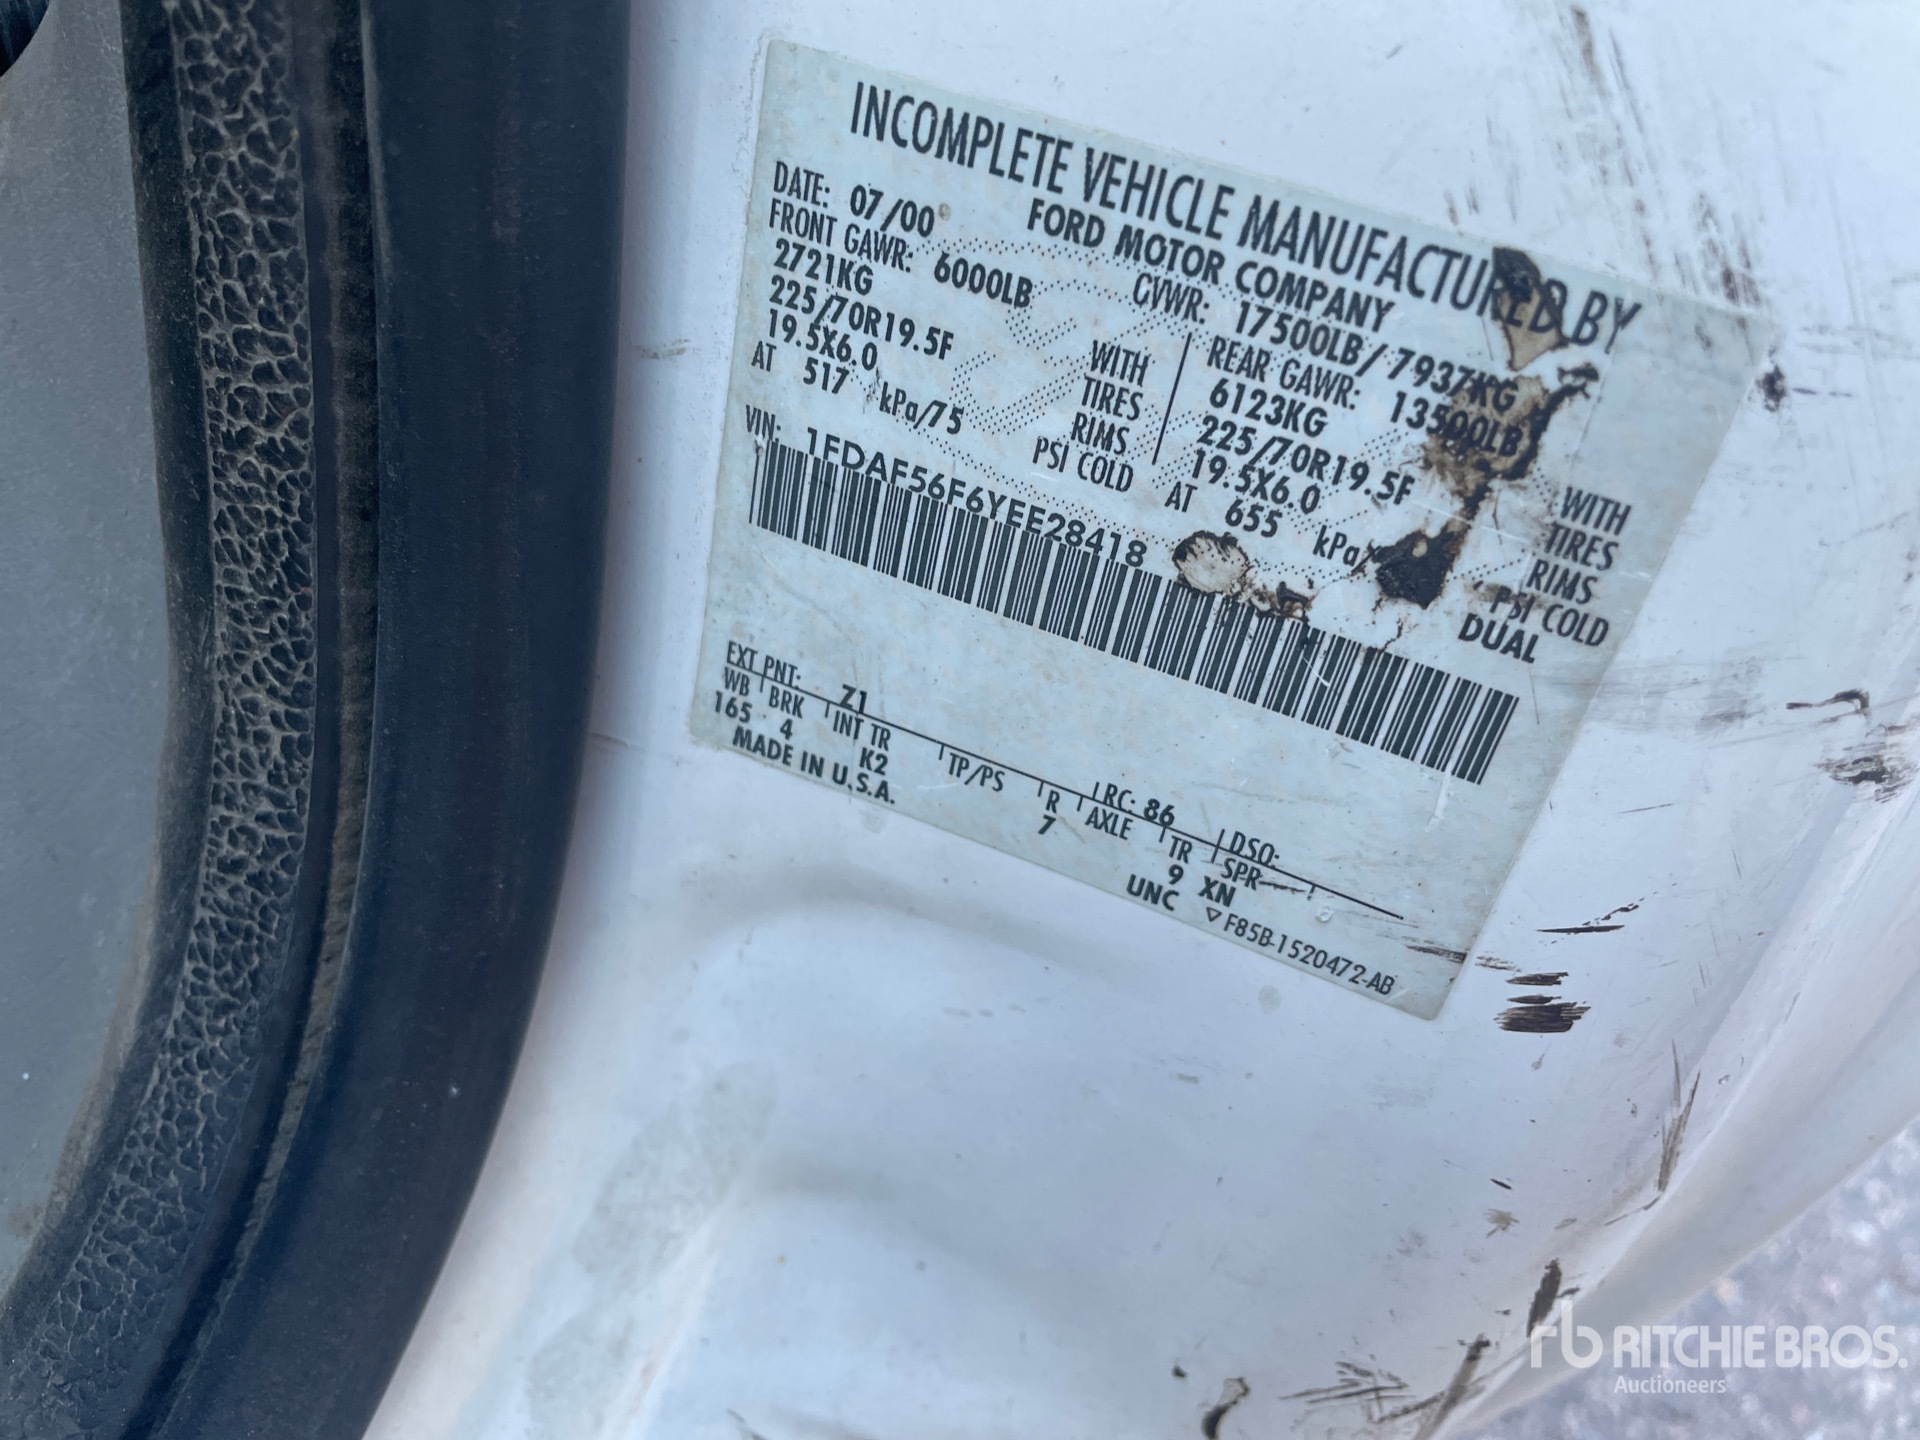 INCOMPLETE VEHICLE MANUFACTURED BY
FORD MOTOR COMPANY
DATE: 07/00 GVWR: 17500LB/ 7937KG
FRONT GAWR: 6000LB REAR GAWR: 13500LB
2721KG WITH 6123KG WITH
225/70R19.5F TIRES 225/70R19.5F TIRES
19.5X6.0 RIMS 19.5X6.0 RIMS
AT 517 kPa/75 PSI COLD AT 655 kPa/ PSI COLD
DUAL
VIN: 1FDAF56F6YEE28418
EXT PNT: Z1 RC: 86 DSO:
WB BRK INT TR TP/PS R AXLE TR SPR
165 4 K2 7 9 XN
MADE IN U.S.A. UNC ▽ F85B-1520472-AB
rb RITCHIE BROS.
Auctioneers